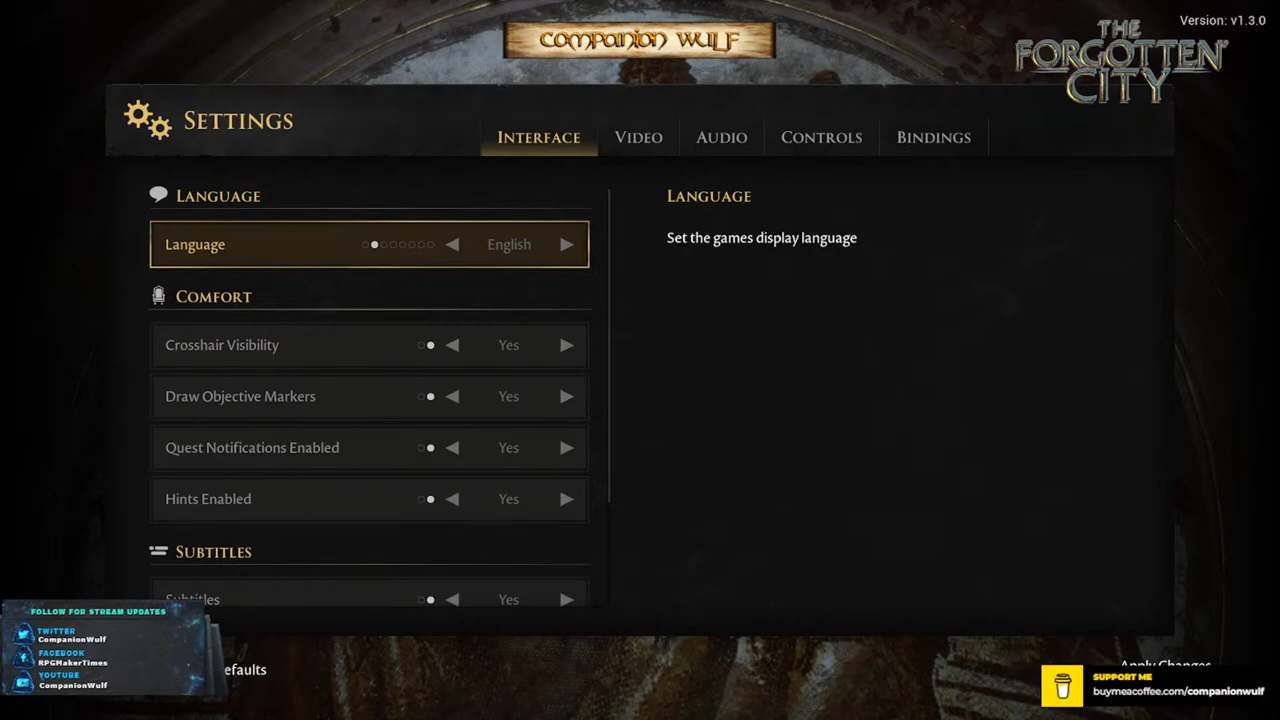 Version: v1.3.0
COMPANION WULF
THE
FORGOTTEN
CITY
SETTINGS
INTERFACE
VIDEO
AUDIO
CONTROLS
BINDINGS
LANGUAGE
Language
English
COMFORT
Crosshair Visibility
Yes
Draw Objective Markers
Yes
Quest Notifications Enabled
Yes
Hints Enabled
Yes
SUBTITLES
Subtitles
Yes
LANGUAGE
Set the games display language
FOLLOW FOR STREAM UPDATES
TWITTER
CompanionWulf
FACEBOOK
RPGMakerTimes
YOUTUBE
CompanionWulf
efaults
Apply Changes
SUPPORT ME
buymeacoffee.com/companionwulf